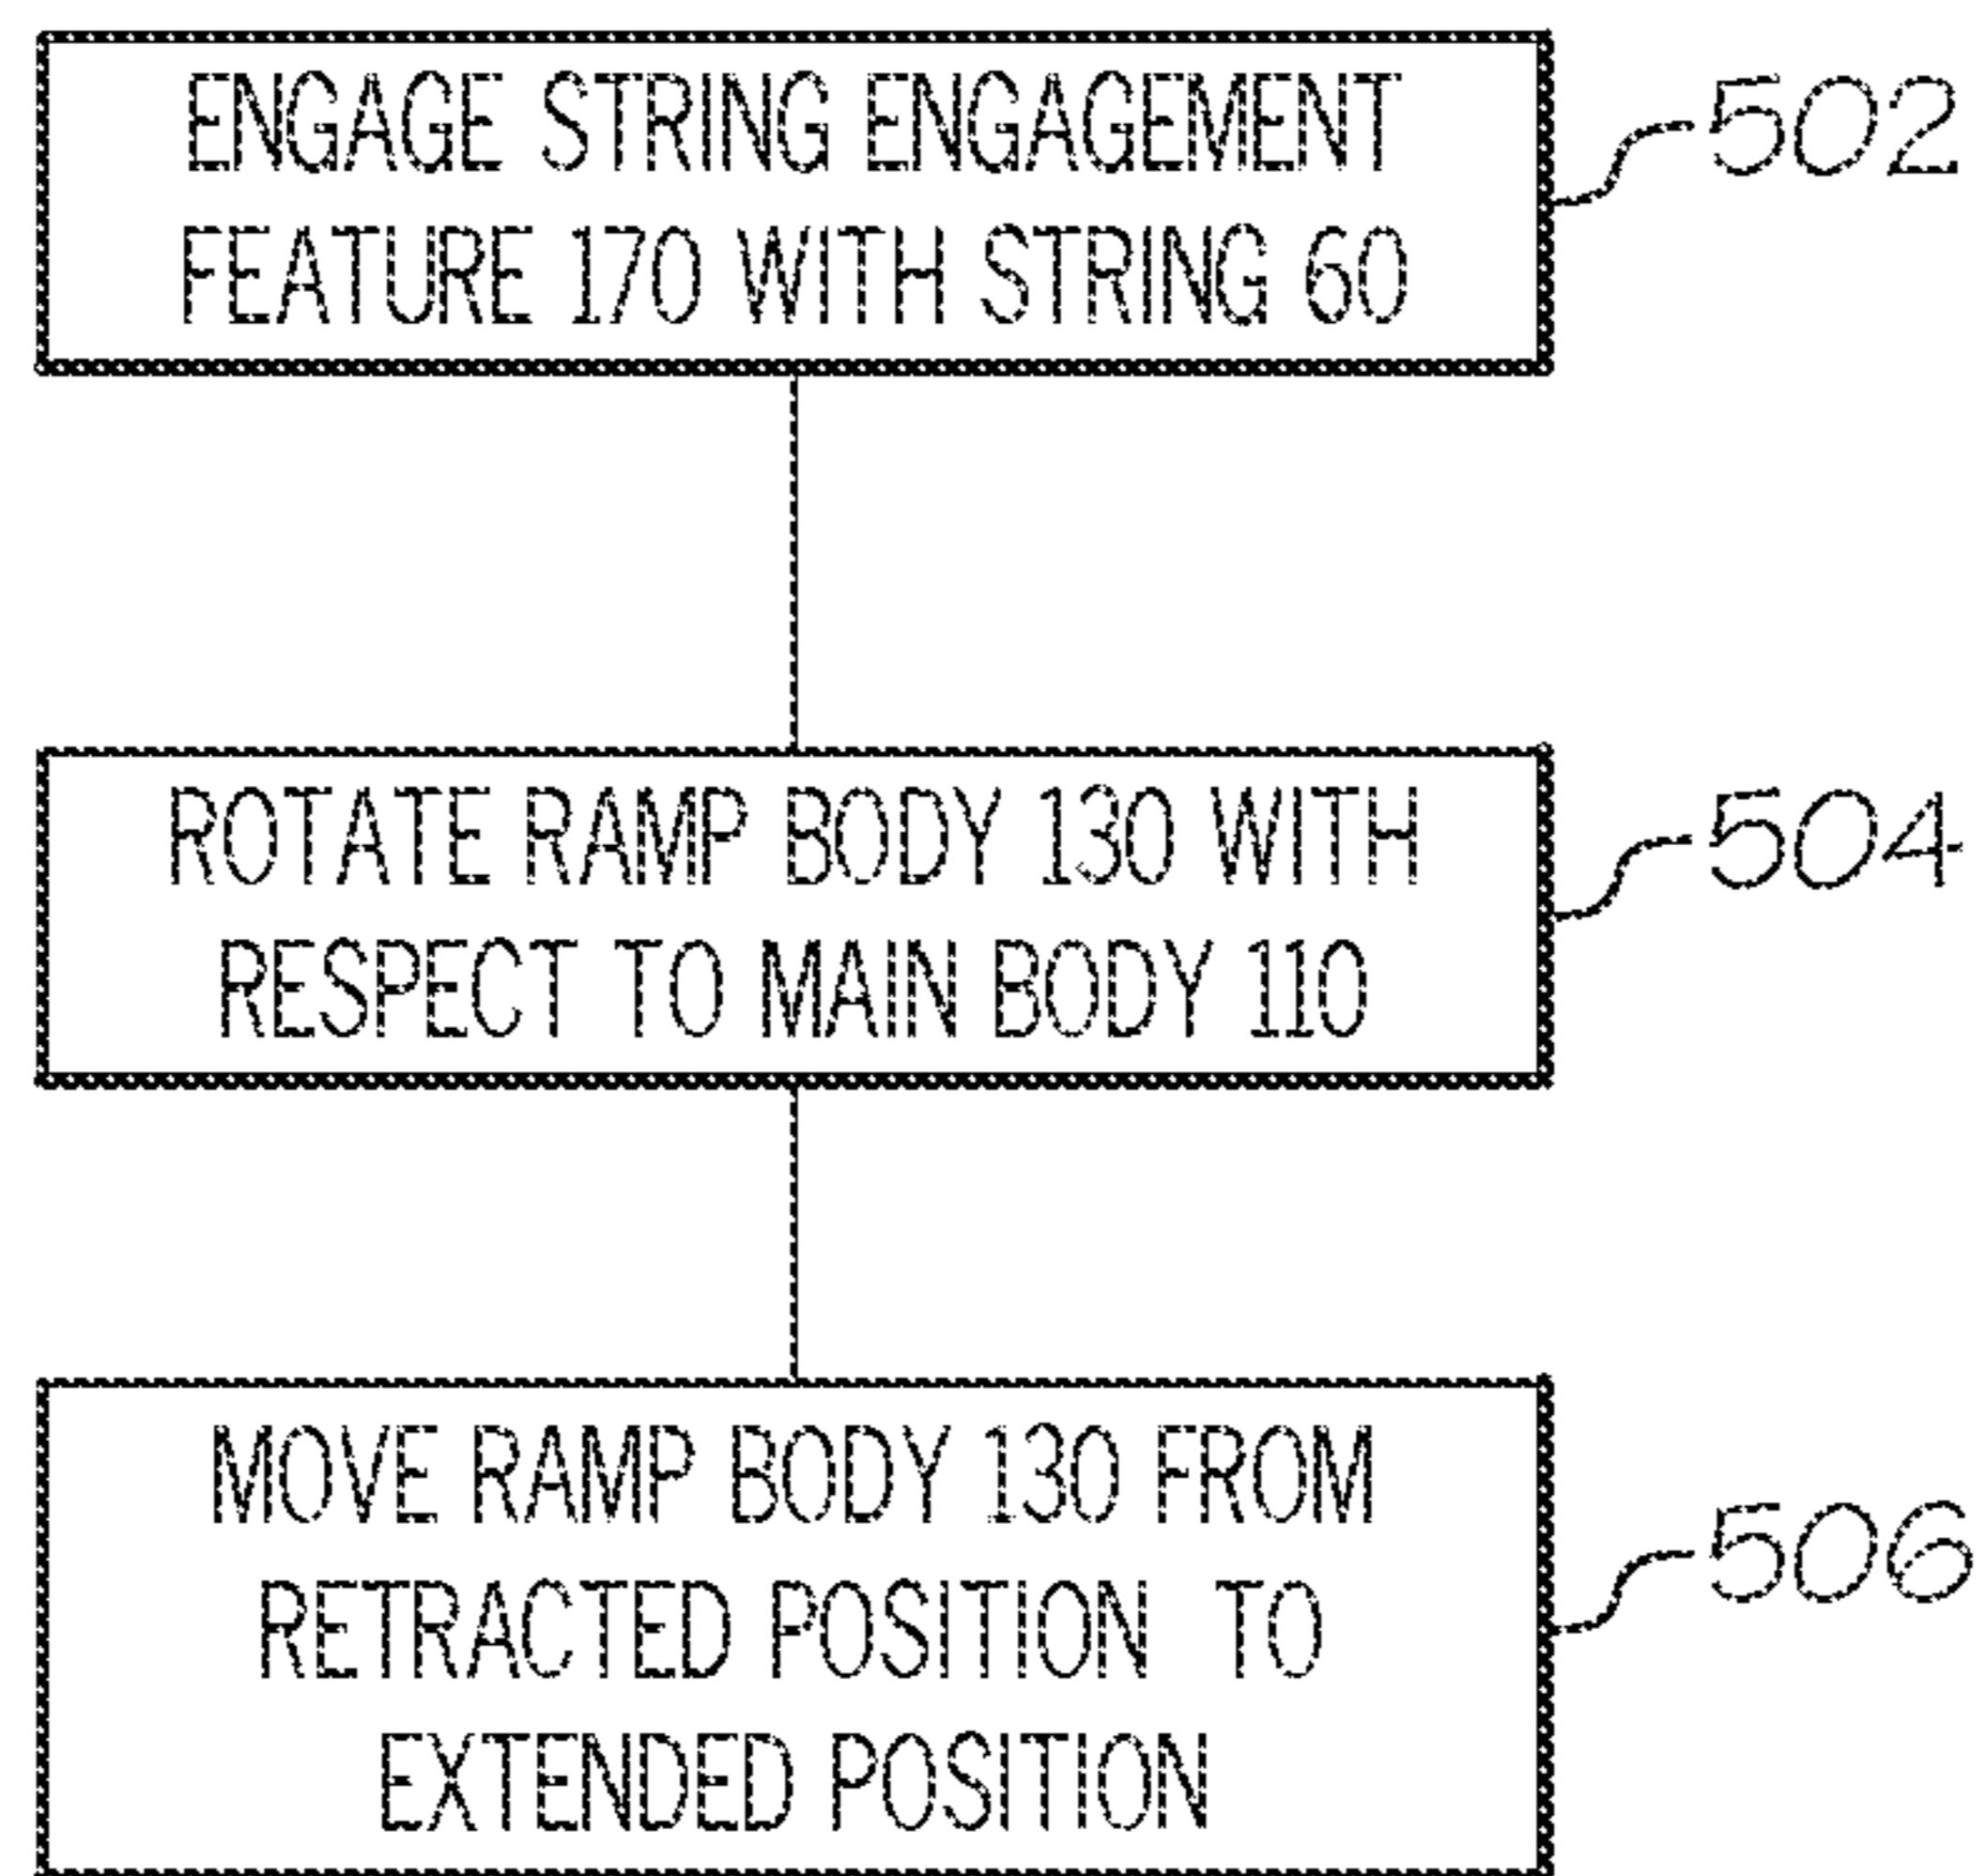 ENGAGE STRING ENGAGEMENT
FEATURE 170 WITH STRING 60
502
ROTATE RAMP BODY 130 WITH
RESPECT TO MAIN BODY 110
504
MOVE RAMP BODY 130 FROM
RETRACTED POSITION TO
EXTENDED POSITION
506